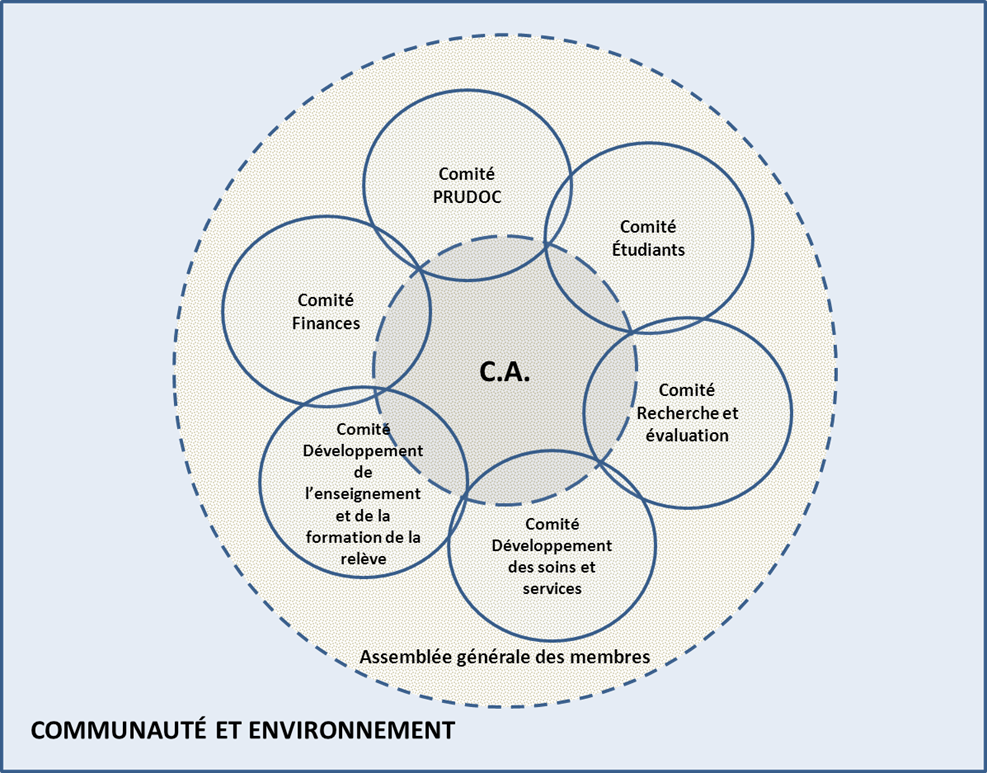 Comité
PRUDOC
Comité
Étudiants
Comité
Finances
C.A.
Comité
Recherche et
évaluation
Comité
Développement
de
l’enseignement
et de la
formation de la
relève
Comité
Développement
des soins et
services
Assemblée générale des membres
COMMUNAUTÉ ET ENVIRONNEMENT